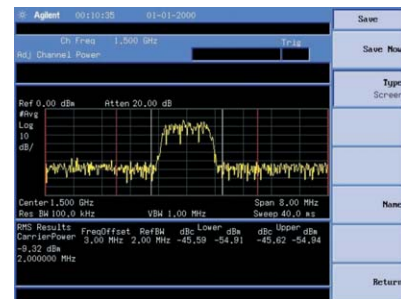 Agilent 00:10:35 01-01-2000
Ch Freq 1.500 GHz Trig
Adj Channel Power
Ref 0.00 dBm Atten 20.00 dB
#Avg
Log
10
dB/
Center 1.500 GHz Span 8.00 MHz
Res BW 100.0 kHz VBW 1.00 MHz Sweep 40.0 ms
RMS Results FreqOffset RefBW dBc Lower dBm dBc Upper dBm
CarrierPower 3.00 MHz 2.00 MHz -45.59 -54.91 -45.62 -54.94
-9.32 dBm
2.000000 MHz
Save
Save Now
Type
Screen
Name
Return